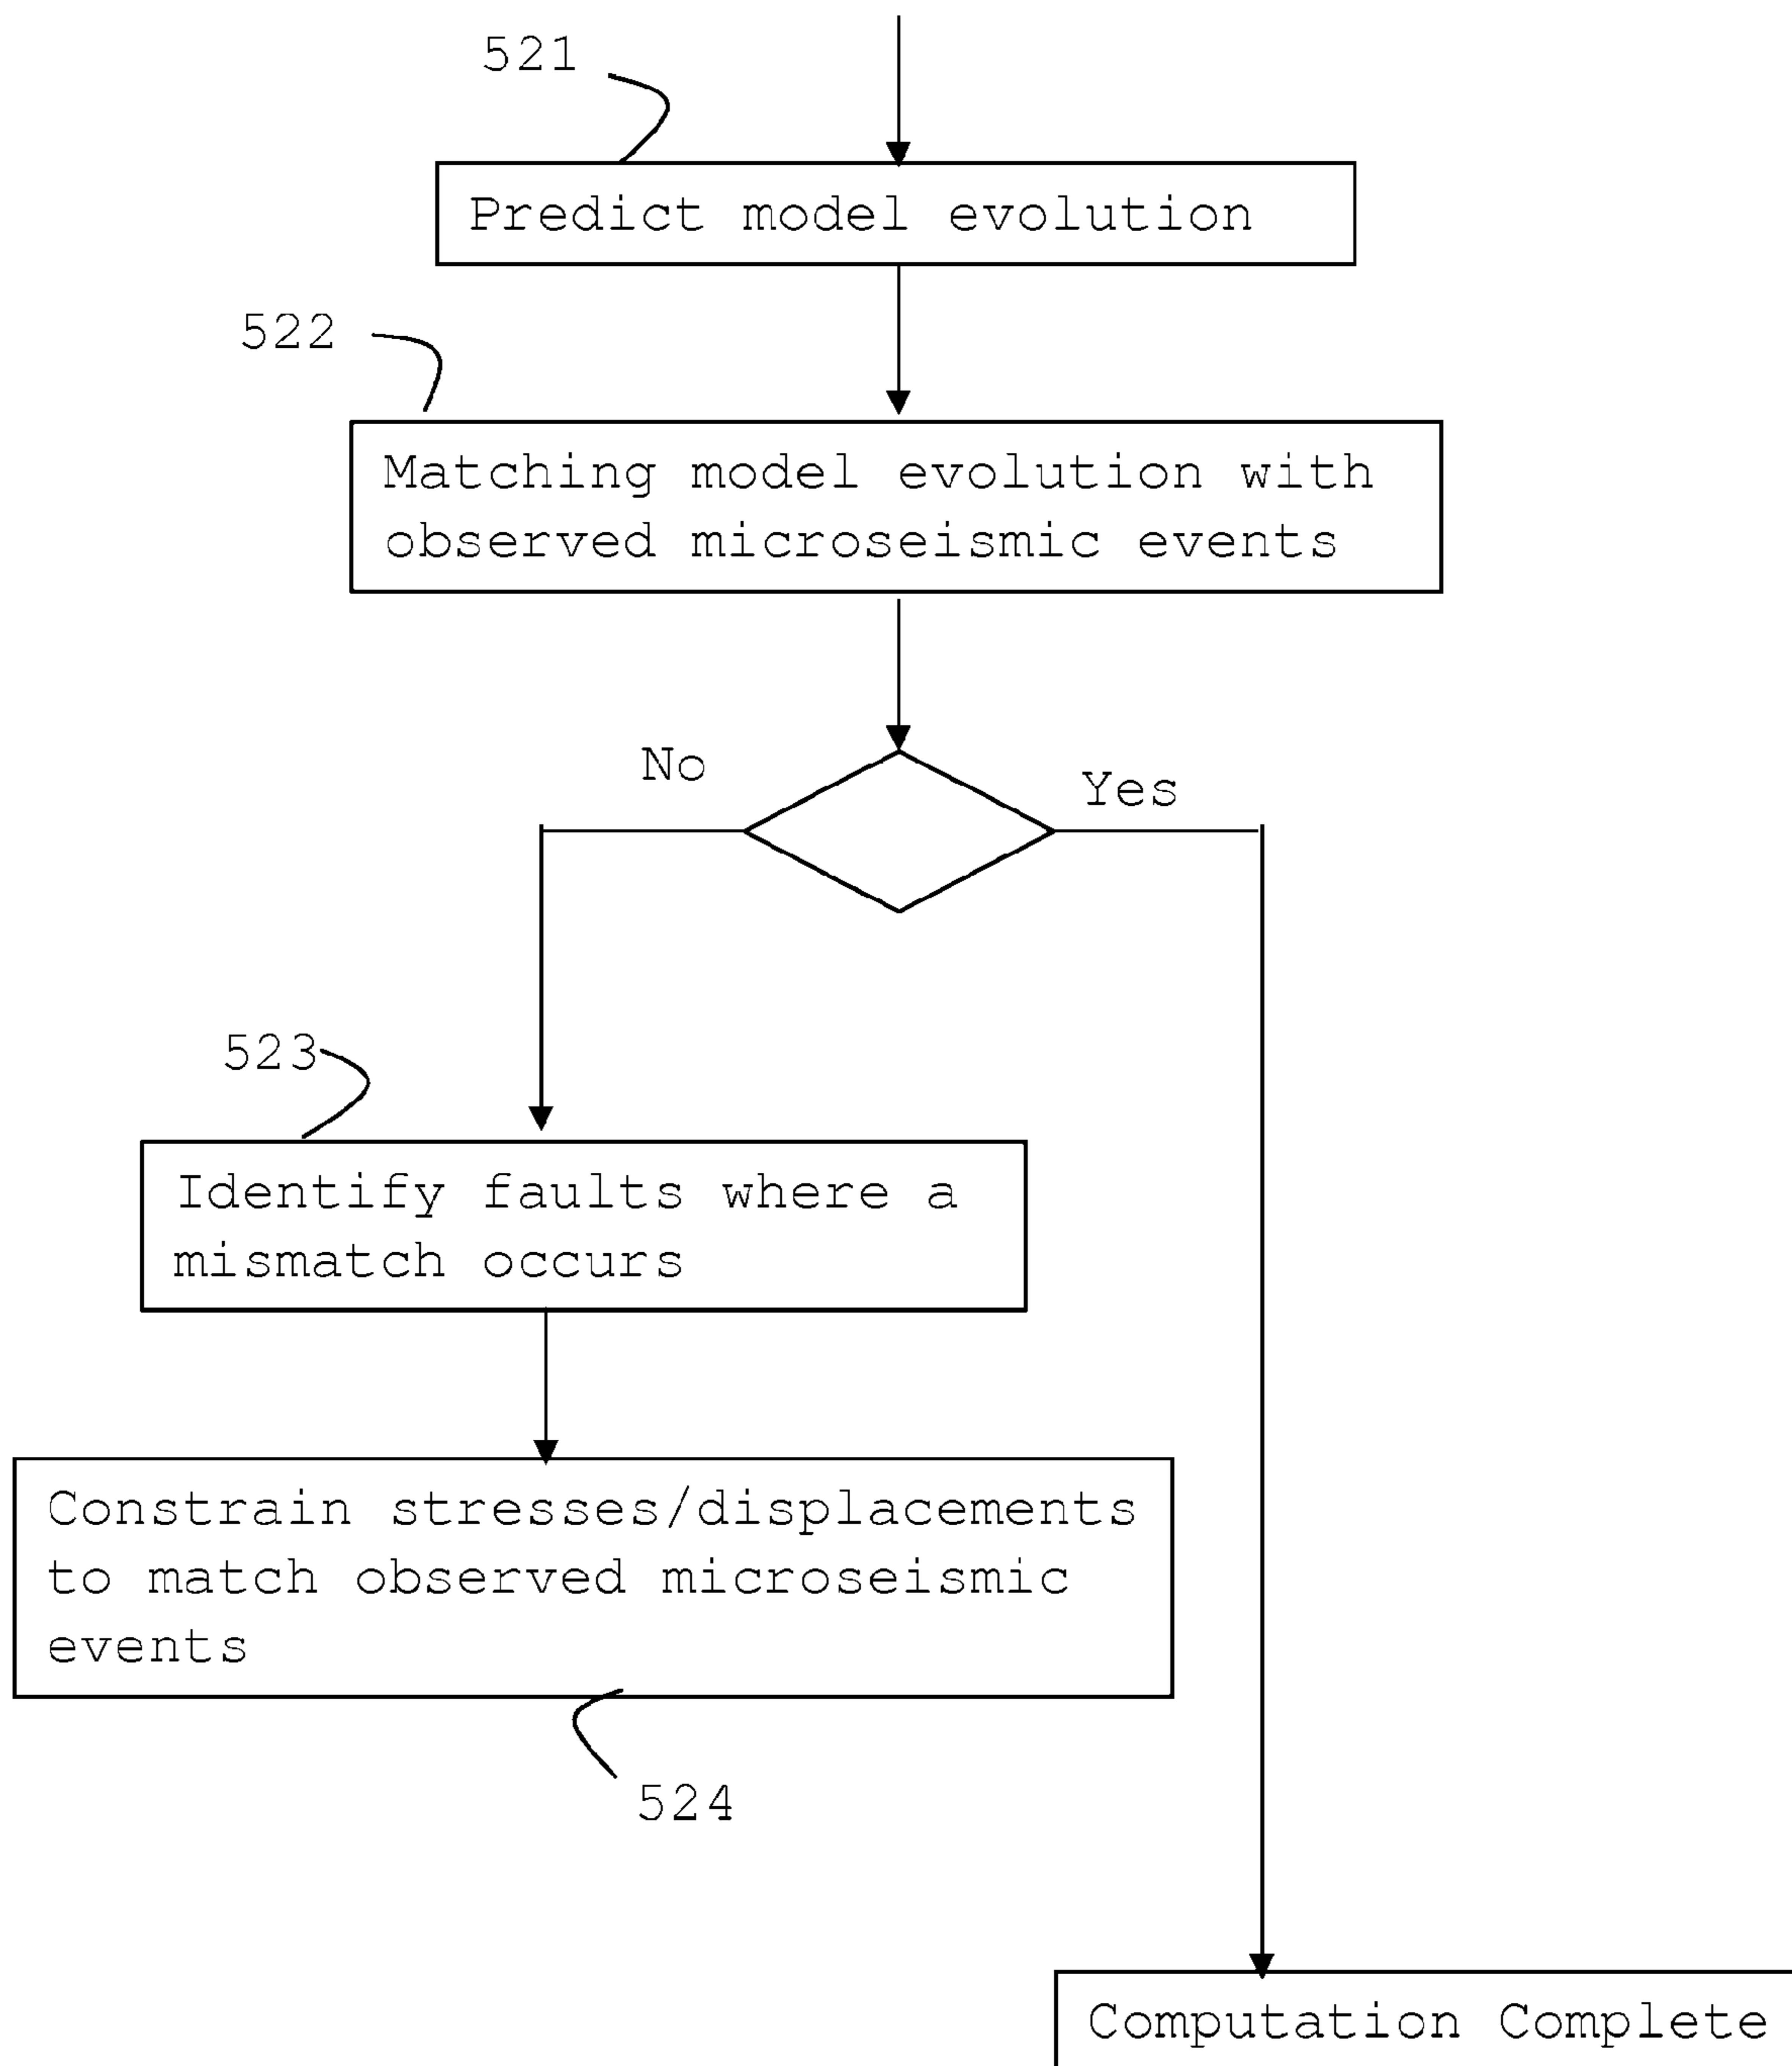 521
Predict model evolution
522
Matching model evolution with
observed microseismic events
No
Yes
523
Identify faults where a
mismatch occurs
Constrain stresses/displacements
to match observed microseismic
events
524
Computation Complete